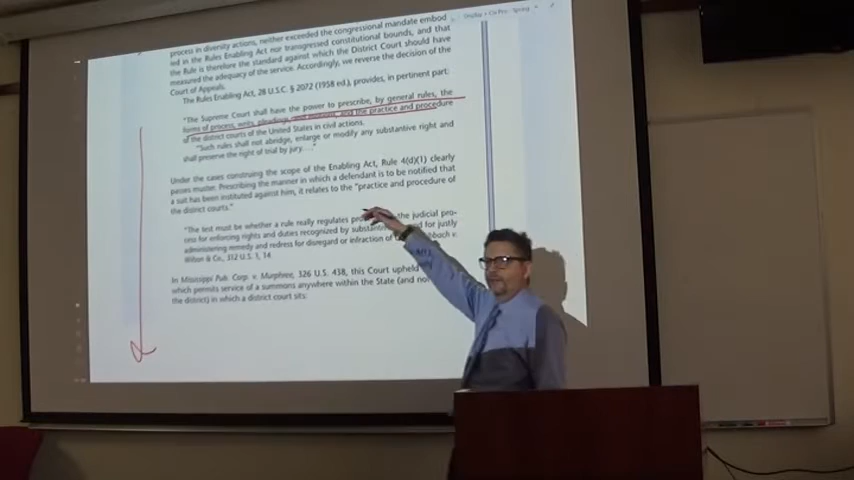 process in diversity actions, neither exceeded the congressional mandate embod
ied in the Rules Enabling Act nor transgressed constitutional bounds, and that
the Rule is therefore the standard against which the District Court should have
measured the adequacy of the service. Accordingly, we reverse the decision of the
Court of Appeals.
The Rules Enabling Act, 28 U.S.C. § 2072 (1958 ed.), provides, in pertinent part:
"The Supreme Court shall have the power to prescribe, by general rules, the
forms of process, writs, pleadings, and motions, and the practice and procedure
of the district courts of the United States in civil actions.
"Such rules shall not abridge, enlarge or modify any substantive right and
shall preserve the right of trial by jury. . . ."
Under the cases construing the scope of the Enabling Act, Rule 4(d)(1) clearly
passes muster. Prescribing the manner in which a defendant is to be notified that
a suit has been instituted against him, it relates to the "practice and procedure of
the district courts."
"The test must be whether a rule really regulates the judicial pro-
cess for enforcing rights and duties recognized by for justly
administering remedy and redress for disregard or infraction of v.
Wilson & Co., 312 U.S. 1, 14
In Mississippi Pub. Corp. v. Murphree, 326 U.S. 438, this Court upheld
which permits service of a summons anywhere within the State (and no
the district) in which a district court sits: